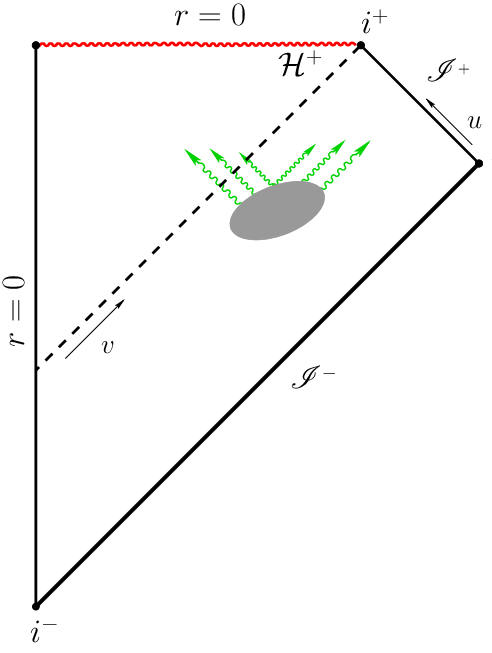 r = 0
i⁺
ℋ⁺
𝒥⁺
u
r = 0
v
𝒥⁻
i⁻